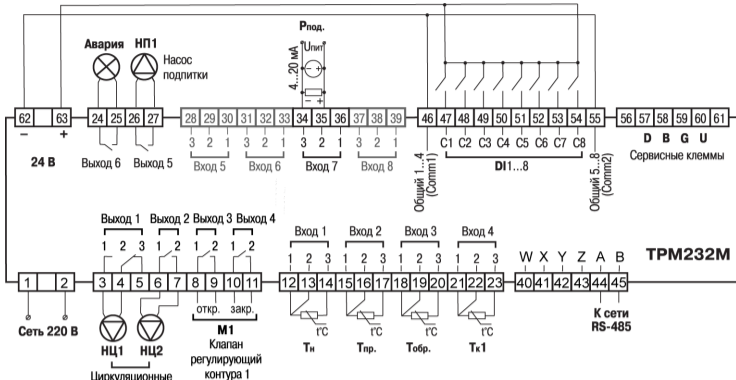 Pпод.
Авария НП1
Насос
подпитки
4...20 мА
Uпит
– +
– +
62 63 24 25 26 27 28 29 30 31 32 33 34 35 36 37 38 39 46 47 48 49 50 51 52 53 54 55 56 57 58 59 60 61
– +
3 2 1 3 2 1 3 2 1 3 2 1
C1 C2 C3 C4 C5 C6 C7 C8
D B G U
24 В
Выход 6 Выход 5
Вход 5 Вход 6 Вход 7 Вход 8
Общий 1...4
(Comm1)
DI1...8
Общий 5...8
(Comm2)
Сервисные клеммы
Выход 1 Выход 2 Выход 3 Выход 4
1 2 3 1 2 1 2 1 2
Вход 1 Вход 2 Вход 3 Вход 4
1 2 3 1 2 3 1 2 3 1 2 3
W X Y Z A B
ТРМ232М
1 2 3 4 5 6 7 8 9 10 11 12 13 14 15 16 17 18 19 20 21 22 23 40 41 42 43 44 45
Сеть 220 В
НЦ1 НЦ2
откр. закр.
М1
Клапан
регулирующий
контура 1
Циркуляционные
t°C t°C t°C t°C
Tн Tпр. Tобр. Tк1
К сети
RS-485